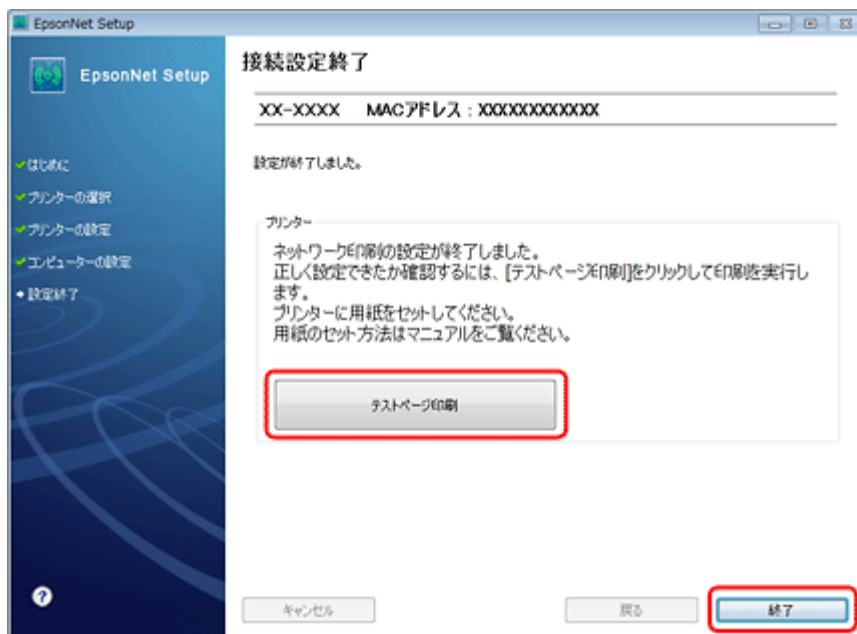 EpsonNet Setup
EpsonNet Setup
はじめに
プリンターの選択
プリンターの設定
コンピューターの設定
設定終了
接続設定終了
XX-XXXX MACアドレス：XXXXXXXXXXXX
設定が終了しました。
プリンター
ネットワーク印刷の設定が終了しました。
正しく設定できたか確認するには、[テストページ印刷]をクリックして印刷を実行し
ます。
プリンターに用紙をセットしてください。
用紙のセット方法はマニュアルをご覧ください。
テストページ印刷
?
キャンセル
戻る
終了